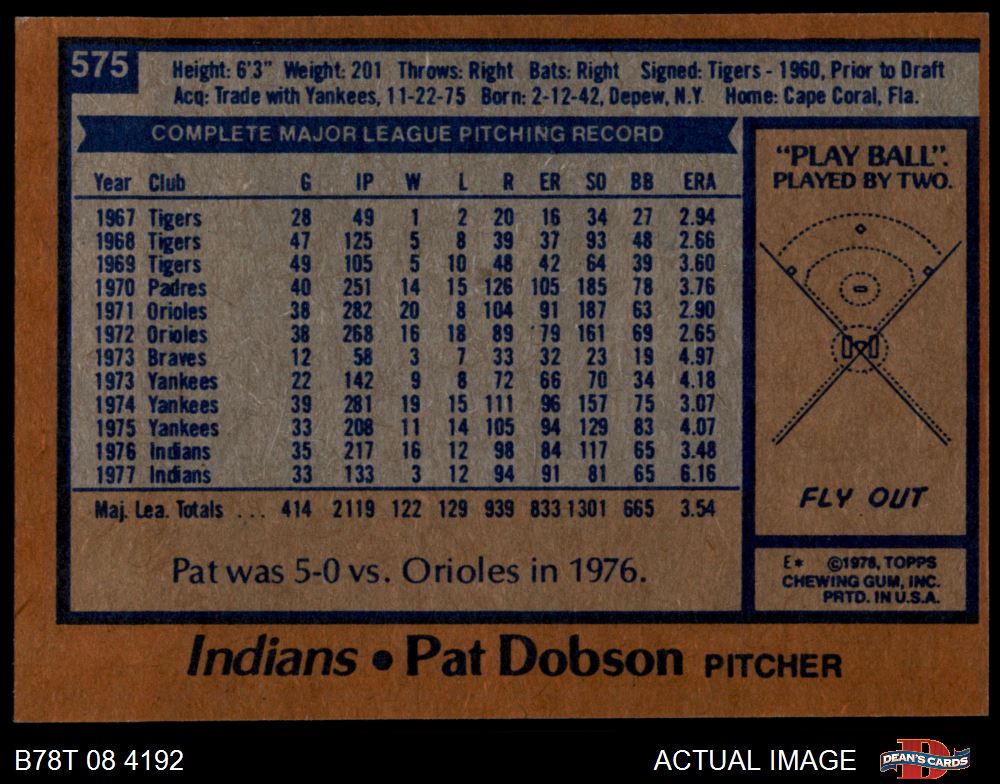 575
Height: 6'3" Weight: 201 Throws: Right Bats: Right Signed: Tigers - 1960, Prior to Draft
Acq: Trade with Yankees, 11-22-75 Born: 2-12-42, Depew, N.Y. Home: Cape Coral, Fla.
COMPLETE MAJOR LEAGUE PITCHING RECORD
Year Club G IP W L R ER SO BB ERA
1967 Tigers 28 49 1 2 20 16 34 27 2.94
1968 Tigers 47 125 5 8 39 37 93 48 2.66
1969 Tigers 49 105 5 10 48 42 64 39 3.60
1970 Padres 40 251 14 15 126 105 185 78 3.76
1971 Orioles 38 282 20 8 104 91 187 63 2.90
1972 Orioles 38 268 16 18 89 79 161 69 2.65
1973 Braves 12 58 3 7 33 32 23 19 4.97
1973 Yankees 22 142 9 8 72 66 70 34 4.18
1974 Yankees 39 281 19 15 111 96 157 75 3.07
1975 Yankees 33 208 11 14 105 94 129 83 4.07
1976 Indians 35 217 16 12 98 84 117 65 3.48
1977 Indians 33 133 3 12 94 91 81 65 6.16
Maj. Lea. Totals ... 414 2119 122 129 939 833 1301 665 3.54
Pat was 5-0 vs. Orioles in 1976.
"PLAY BALL".
PLAYED BY TWO.
FLY OUT
E* ©1978, TOPPS
CHEWING GUM, INC.
PRTD. IN U.S.A.
Indians • Pat Dobson PITCHER
B78T 08 4192
ACTUAL IMAGE
DEAN'S CARDS